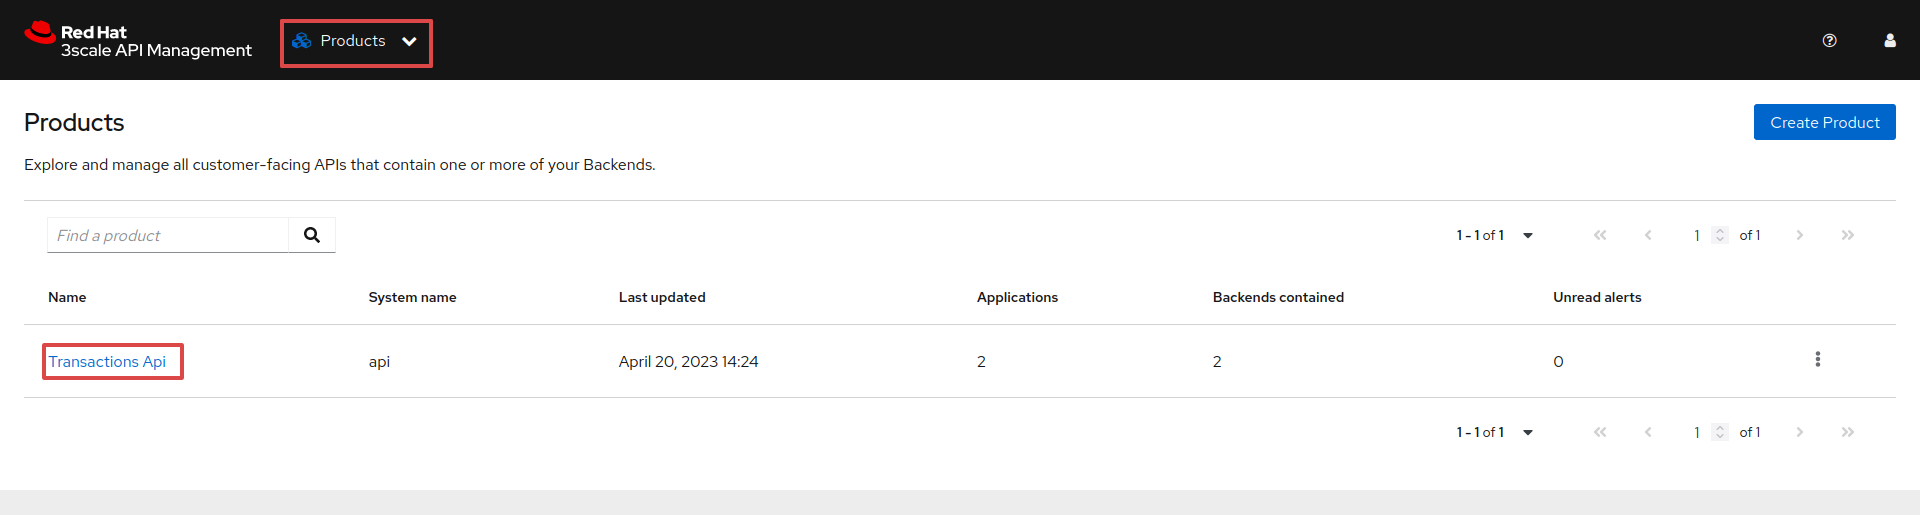 Red Hat
3scale API Management
Products
Products
Create Product
Explore and manage all customer-facing APIs that contain one or more of your Backends.
Find a product
1 - 1 of 1
1 of 1
Name System name Last updated Applications Backends contained Unread alerts
Transactions Api api April 20, 2023 14:24 2 2 0
1 - 1 of 1
1 of 1